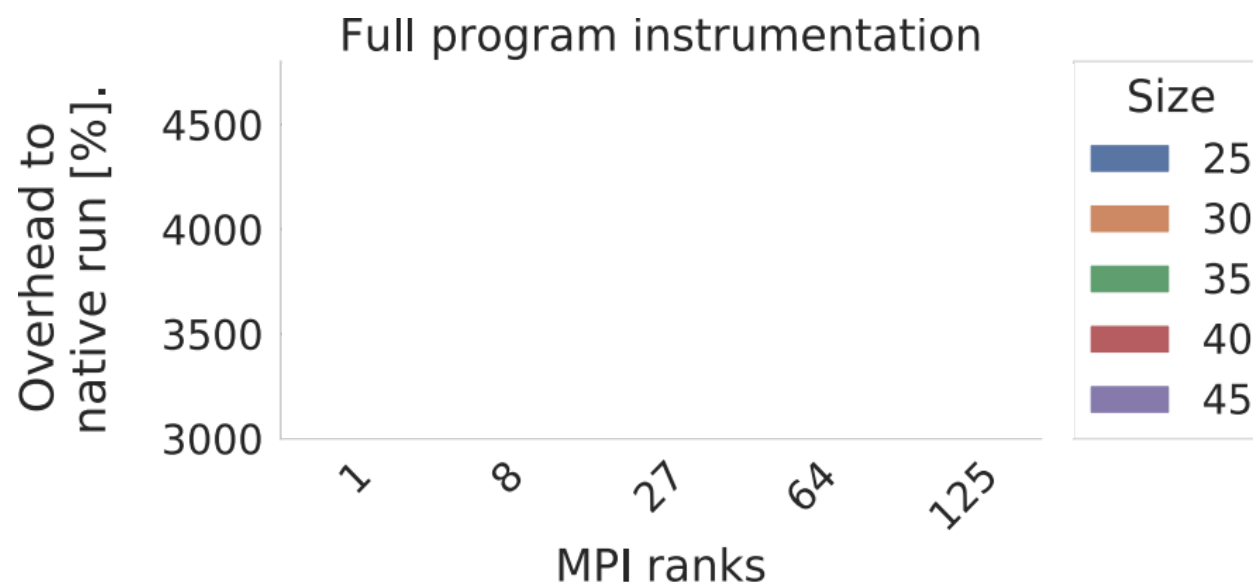 Full program instrumentation
Overhead to
native run [%].
4500
4000
3500
3000
1
8
27
64
125
MPI ranks
Size
25
30
35
40
45